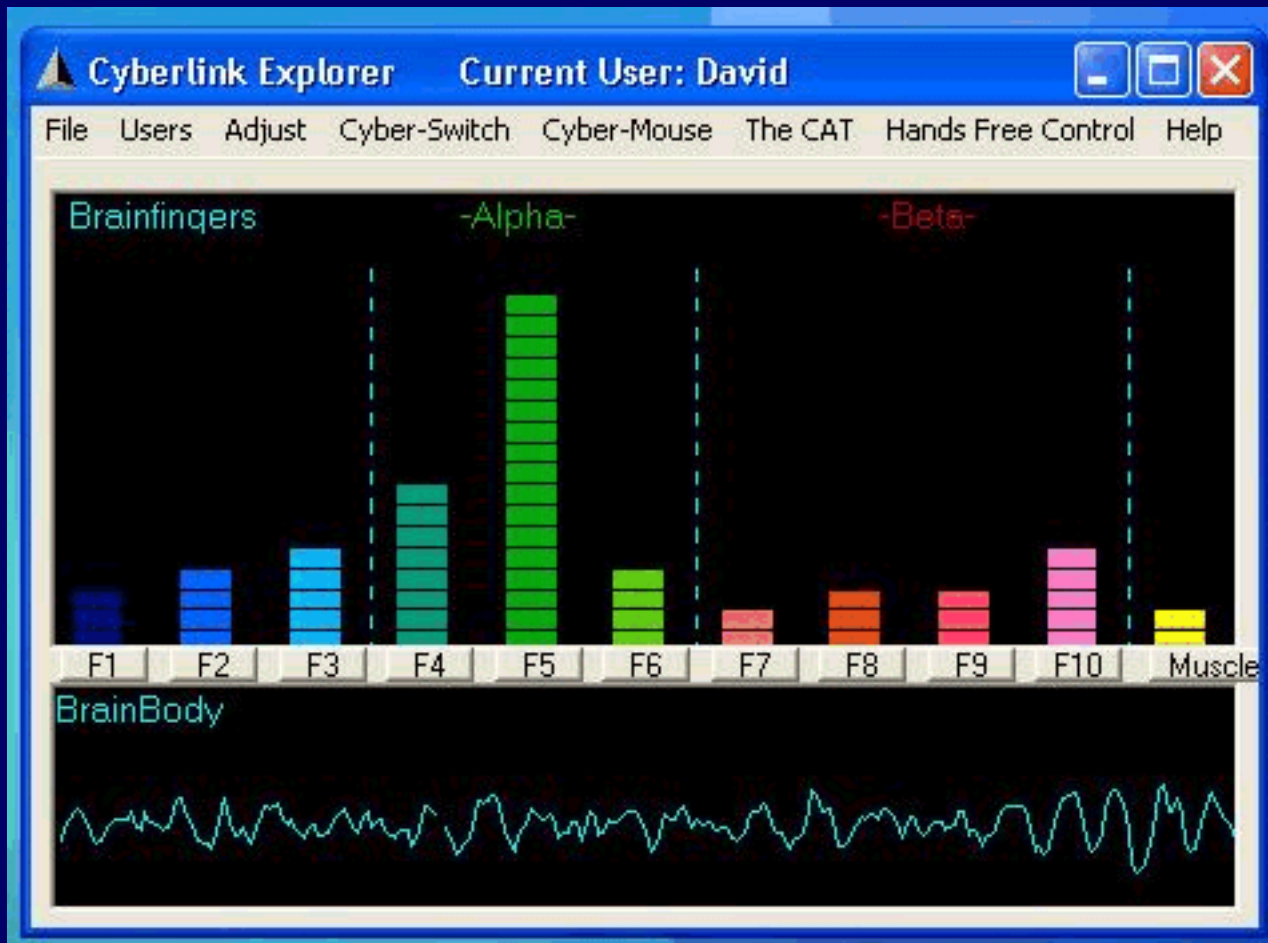 Cyberlink Explorer Current User: David
File Users Adjust Cyber-Switch Cyber-Mouse The CAT Hands Free Control Help
Brainfingers -Alpha- -Beta-
F1 F2 F3 F4 F5 F6 F7 F8 F9 F10 Muscle
BrainBody